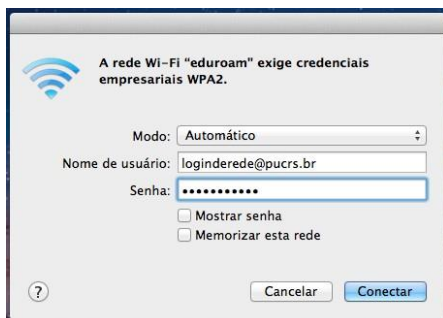 A rede Wi-Fi "eduroam" exige credenciais
empresariais WPA2.
Modo: Automático
Nome de usuário: loginderede@pucrs.br
Senha: •••••••••••
Mostrar senha
Memorizar esta rede
? Cancelar Conectar